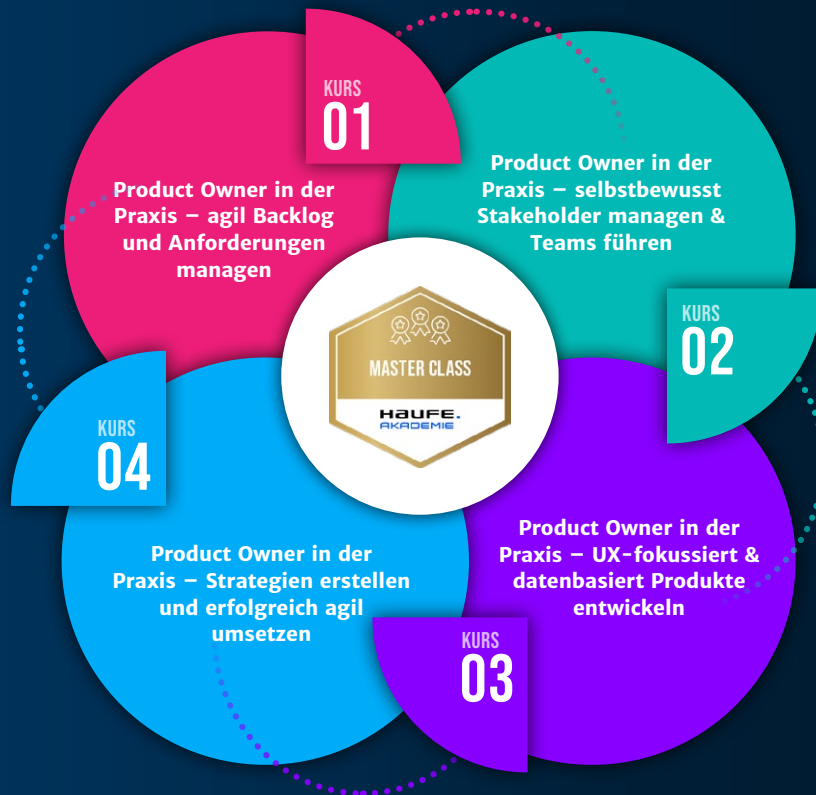 KURS
01
Product Owner in der
Praxis – agil Backlog
und Anforderungen
managen
Product Owner in der
Praxis – selbstbewusst
Stakeholder managen &
Teams führen
KURS
02
MASTER CLASS
HAUFE.
AKADEMIE
KURS
04
Product Owner in der
Praxis – Strategien erstellen
und erfolgreich agil
umsetzen
Product Owner in der
Praxis – UX-fokussiert &
datenbasiert Produkte
entwickeln
KURS
03